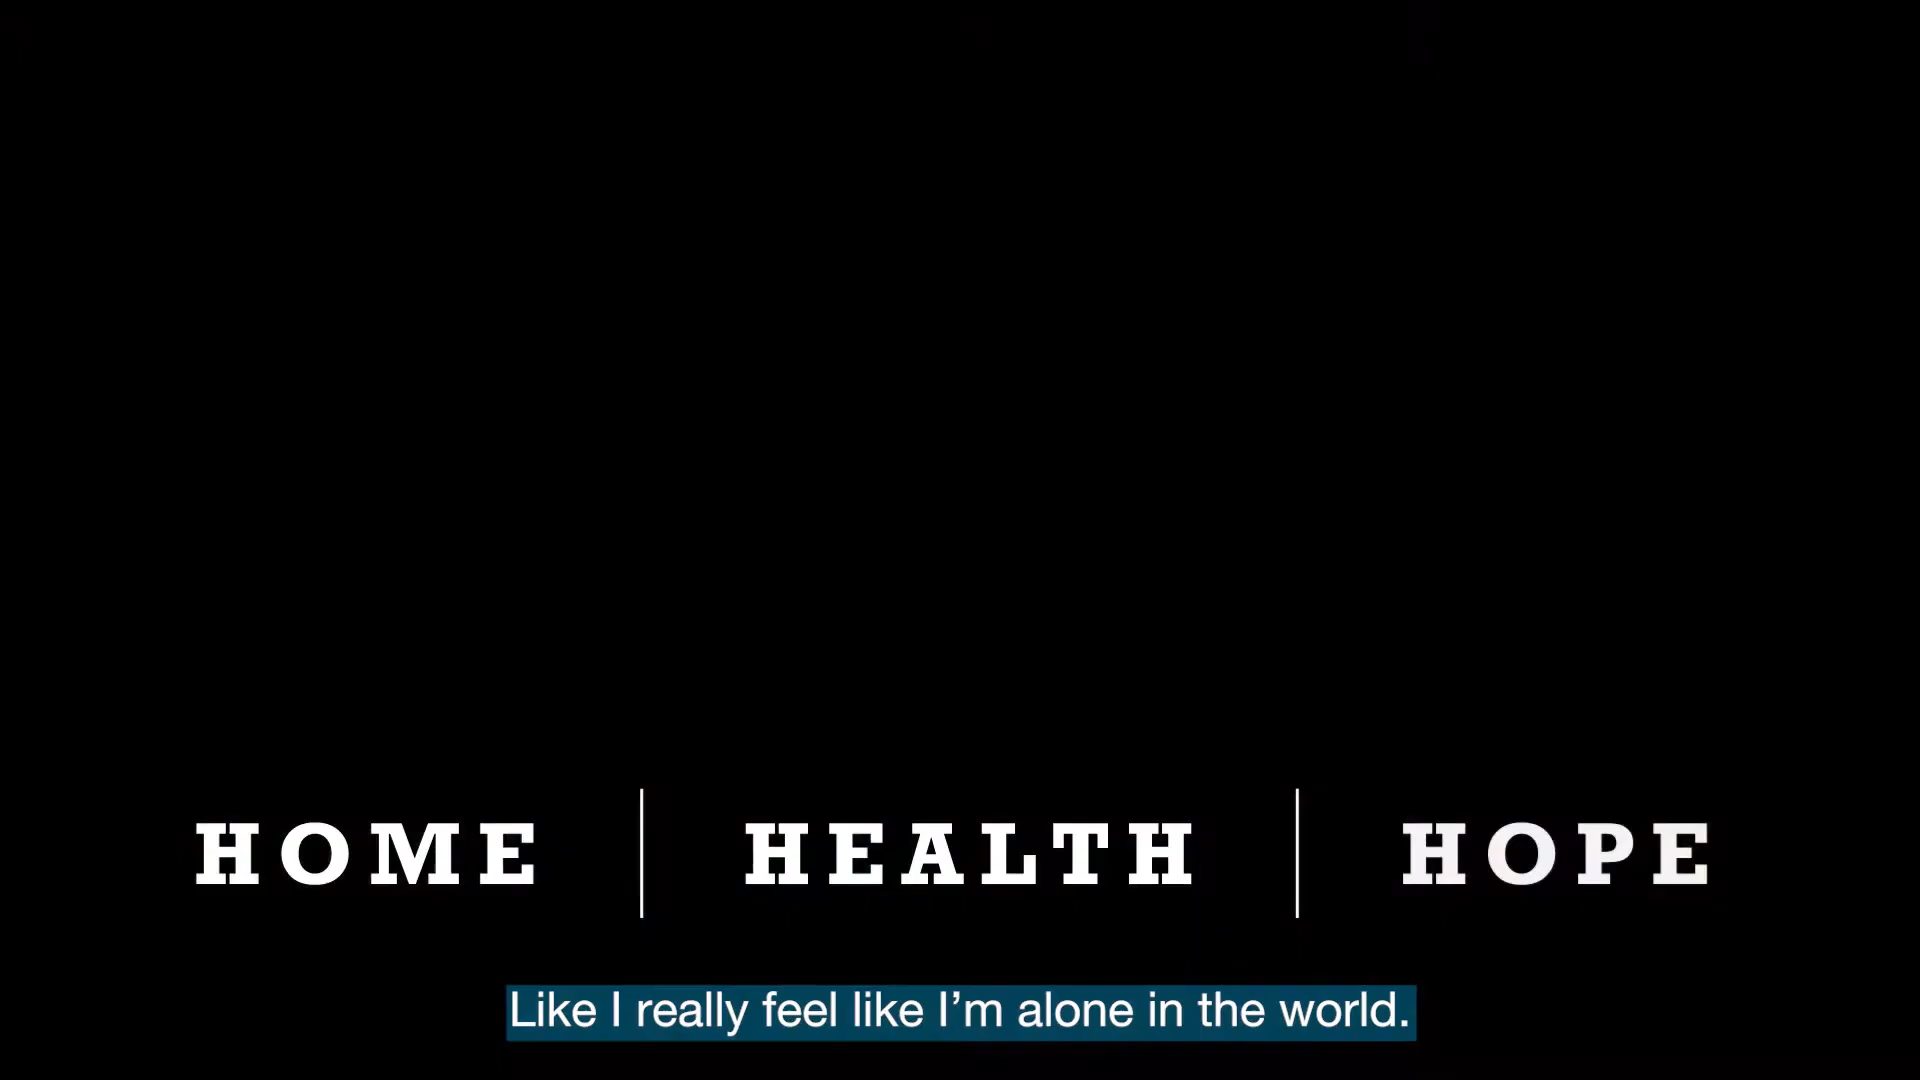 HOME | HEALTH | HOPE
Like I really feel like I’m alone in the world.